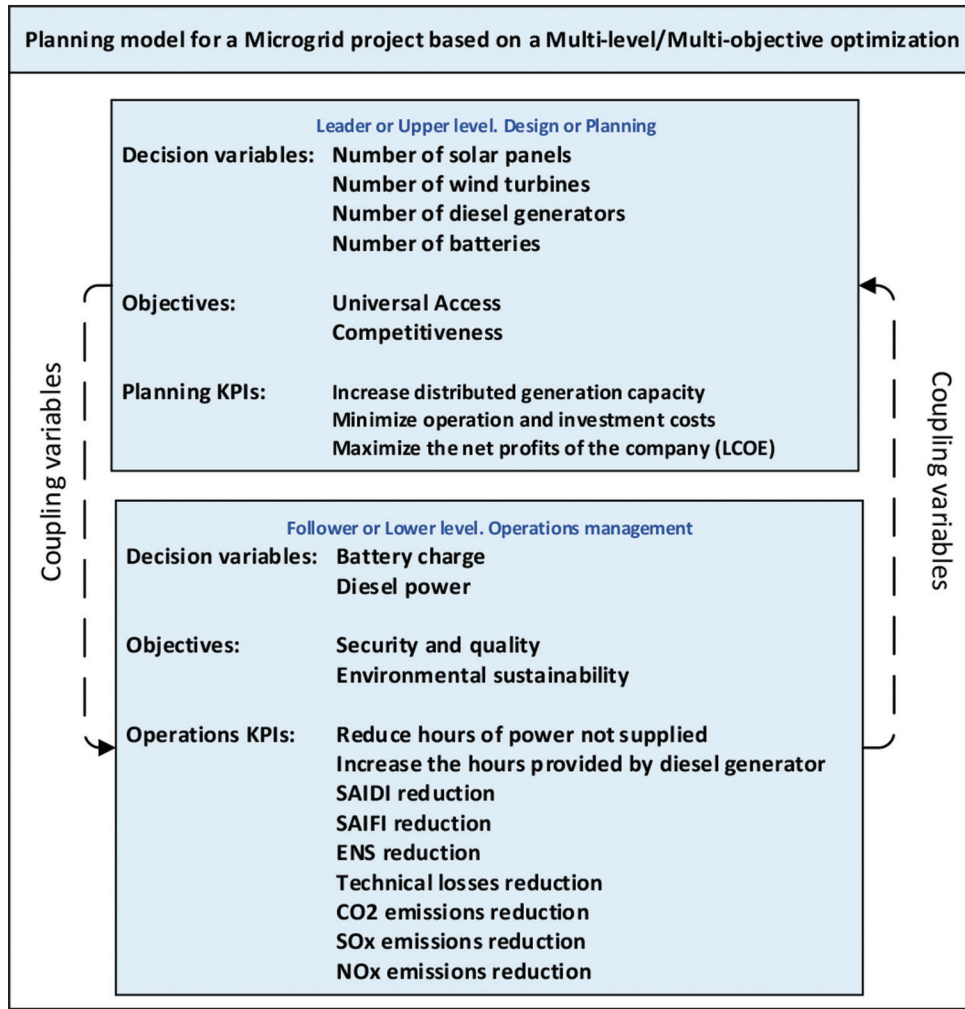 Planning model for a Microgrid project based on a Multi-level/Multi-objective optimization
Leader or Upper level. Design or Planning
Decision variables: Number of solar panels
Number of wind turbines
Number of diesel generators
Number of batteries
Objectives: Universal Access
Competitiveness
Planning KPIs: Increase distributed generation capacity
Minimize operation and investment costs
Maximize the net profits of the company (LCOE)
Coupling variables
Coupling variables
Follower or Lower level. Operations management
Decision variables: Battery charge
Diesel power
Objectives: Security and quality
Environmental sustainability
Operations KPIs: Reduce hours of power not supplied
Increase the hours provided by diesel generator
SAIDI reduction
SAIFI reduction
ENS reduction
Technical losses reduction
CO2 emissions reduction
SOx emissions reduction
NOx emissions reduction